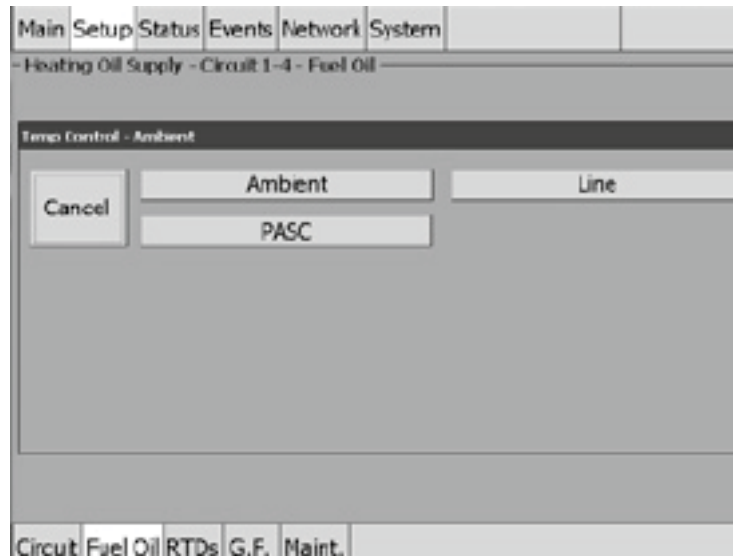 Main Setup Status Events Network System
Heating Oil Supply - Circuit 1-4 - Fuel Oil
Temp Control - Ambient
Cancel
Ambient
Line
PASC
Circuit Fuel Oil RTDs G.F. Maint.